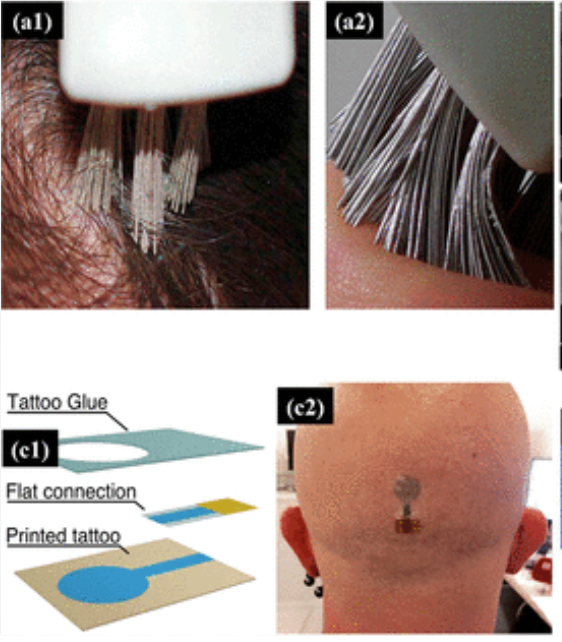 (a1)
(a2)
Tattoo Glue
(c1)
Flat connection
Printed tattoo
(c2)